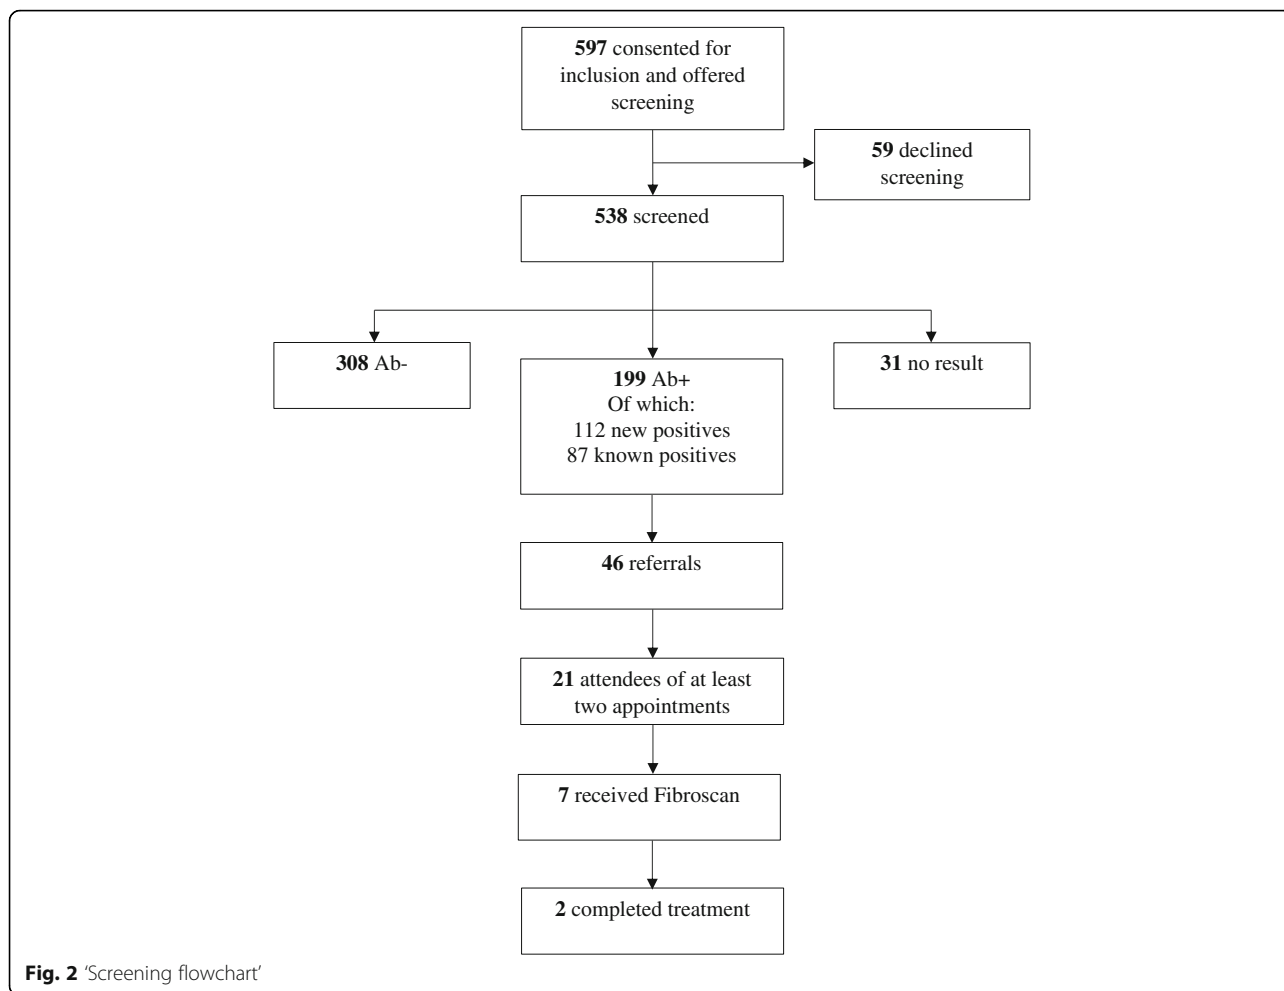 597 consented for
inclusion and offered
screening
59 declined
screening
538 screened
308 Ab-
199 Ab+
Of which:
112 new positives
87 known positives
31 no result
46 referrals
21 attendees of at least
two appointments
7 received Fibroscan
2 completed treatment
Fig. 2 'Screening flowchart'